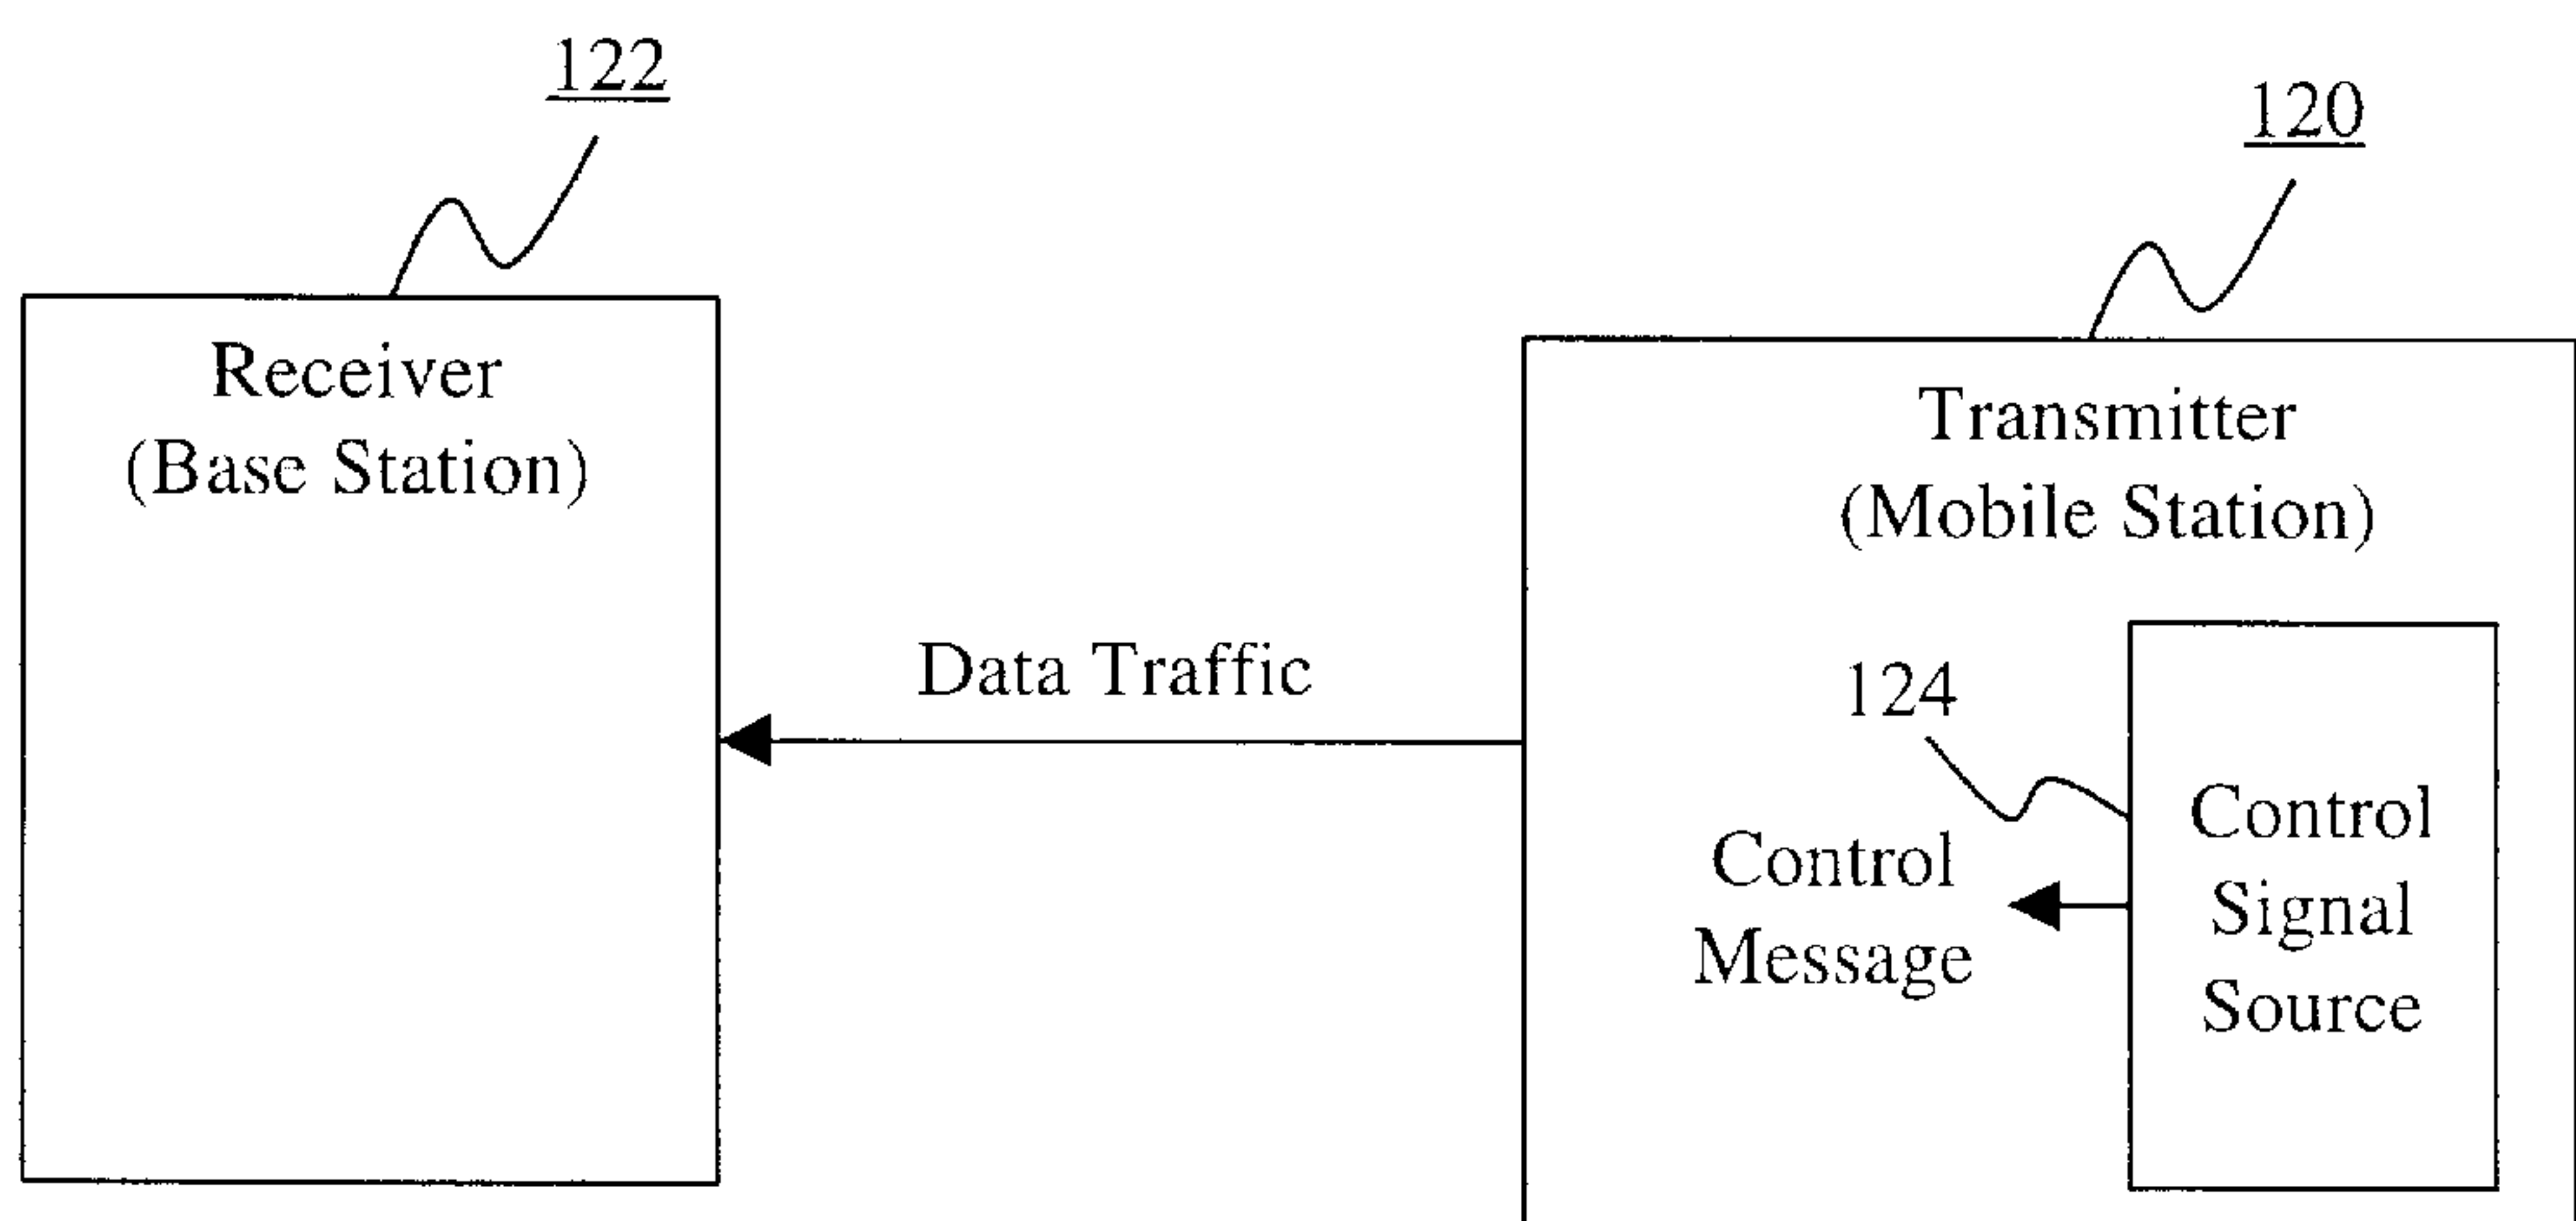 122
120
Receiver
(Base Station)
Transmitter
(Mobile Station)
Data Traffic
124
Control
Message
Control
Signal
Source